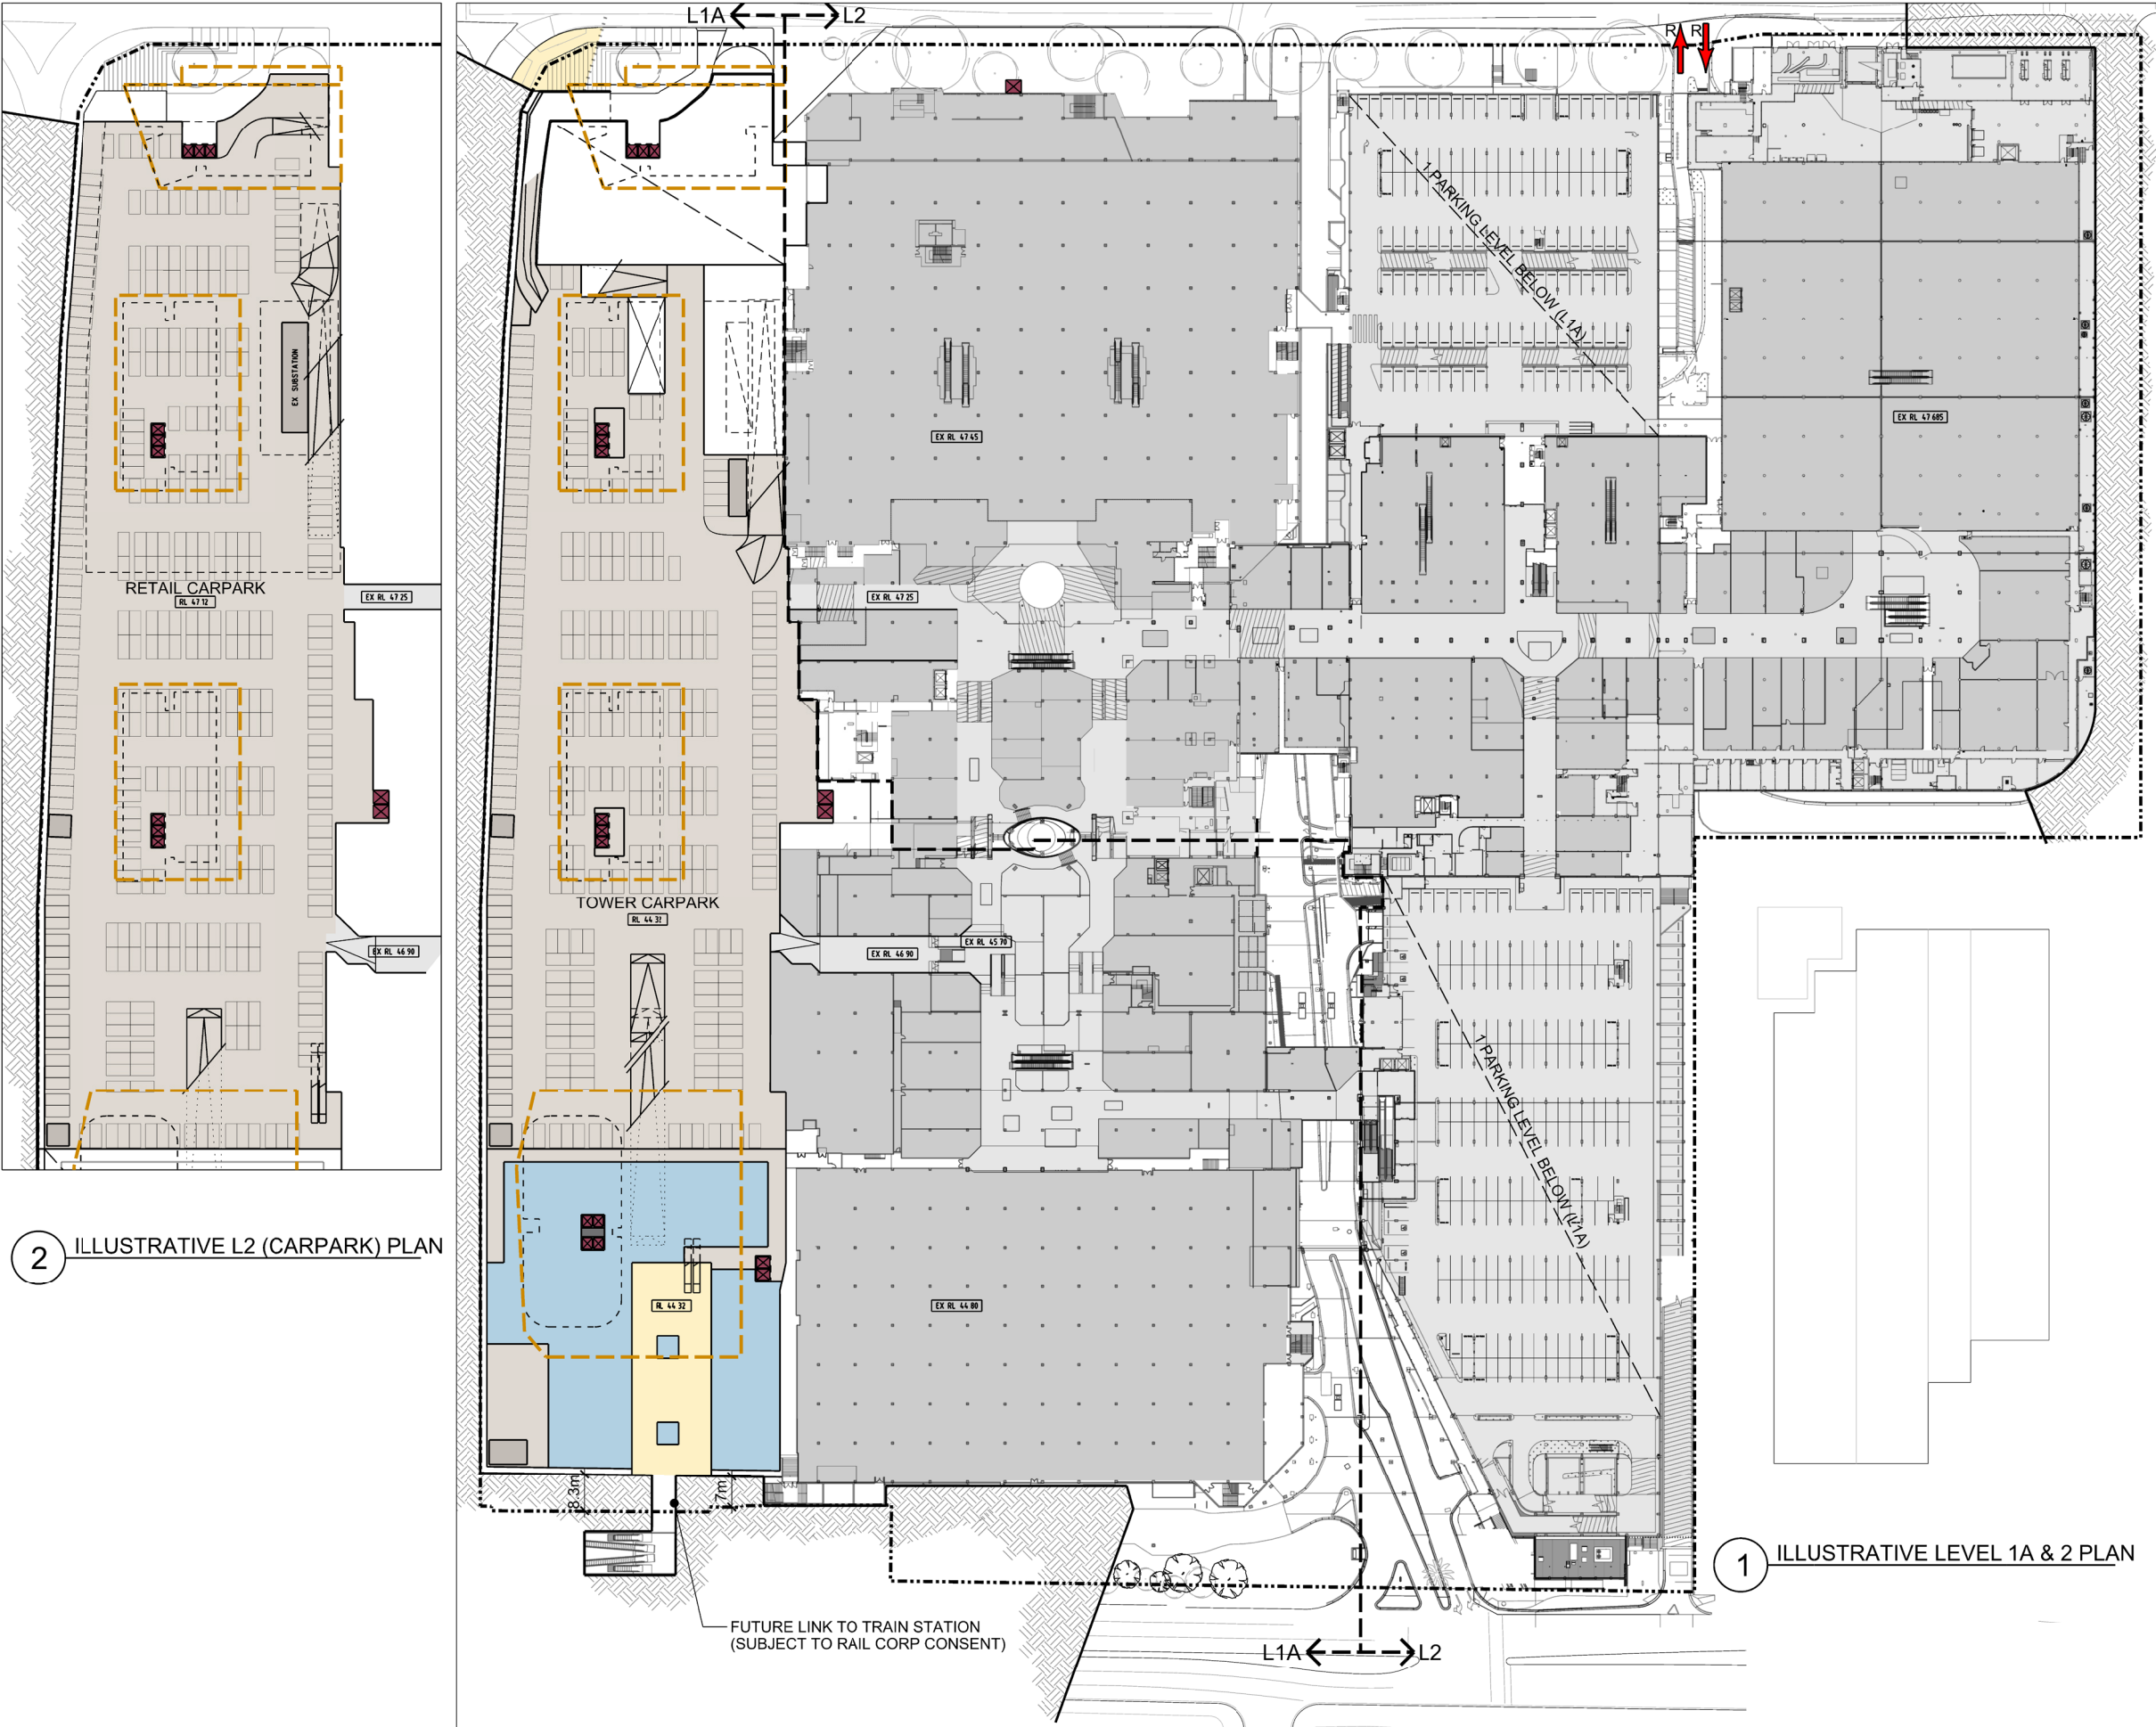 L1A
L2
R
R
1 PARKING LEVEL BELOW (L1A)
EX SUBSTATION
EX RL 47 45
EX RL 47 685
RETAIL CARPARK
RL 47 12
EX RL 47 25
EX RL 47 25
TOWER CARPARK
RL 44 32
EX RL 46 90
EX RL 46 90
EX RL 45 70
1 PARKING LEVEL BELOW (L1A)
2
ILLUSTRATIVE L2 (CARPARK) PLAN
RL 44 32
EX RL 44 80
8.3m
7m
1
ILLUSTRATIVE LEVEL 1A & 2 PLAN
FUTURE LINK TO TRAIN STATION
(SUBJECT TO RAIL CORP CONSENT)
L1A
L2